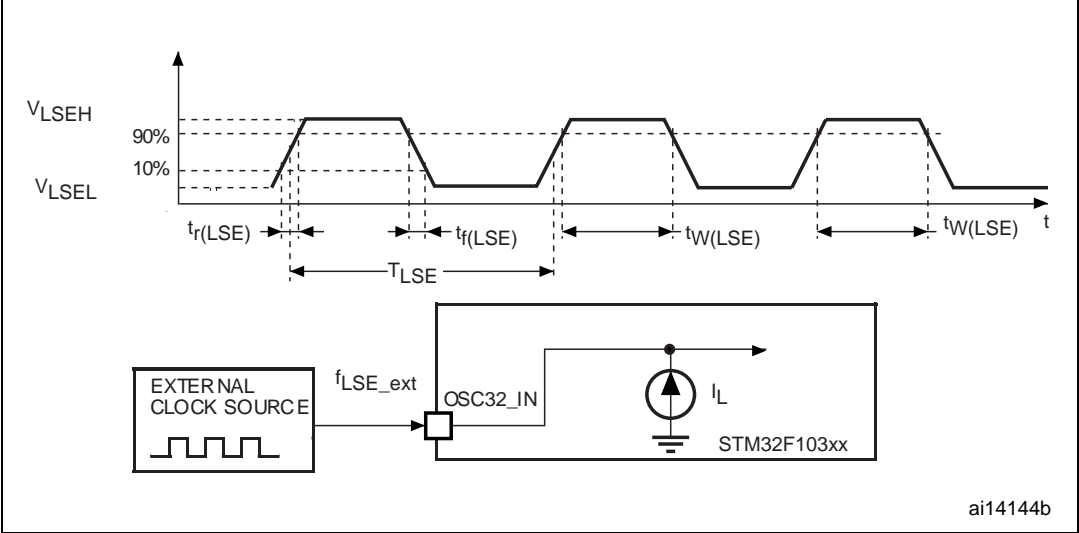 VLSEH
90%
10%
VLSEL
tr(LSE)
tf(LSE)
tW(LSE)
tW(LSE)
t
TLSE
EXTERNAL
CLOCK SOURCE
fLSE_ext
OSC32_IN
IL
STM32F103xx
ai14144b